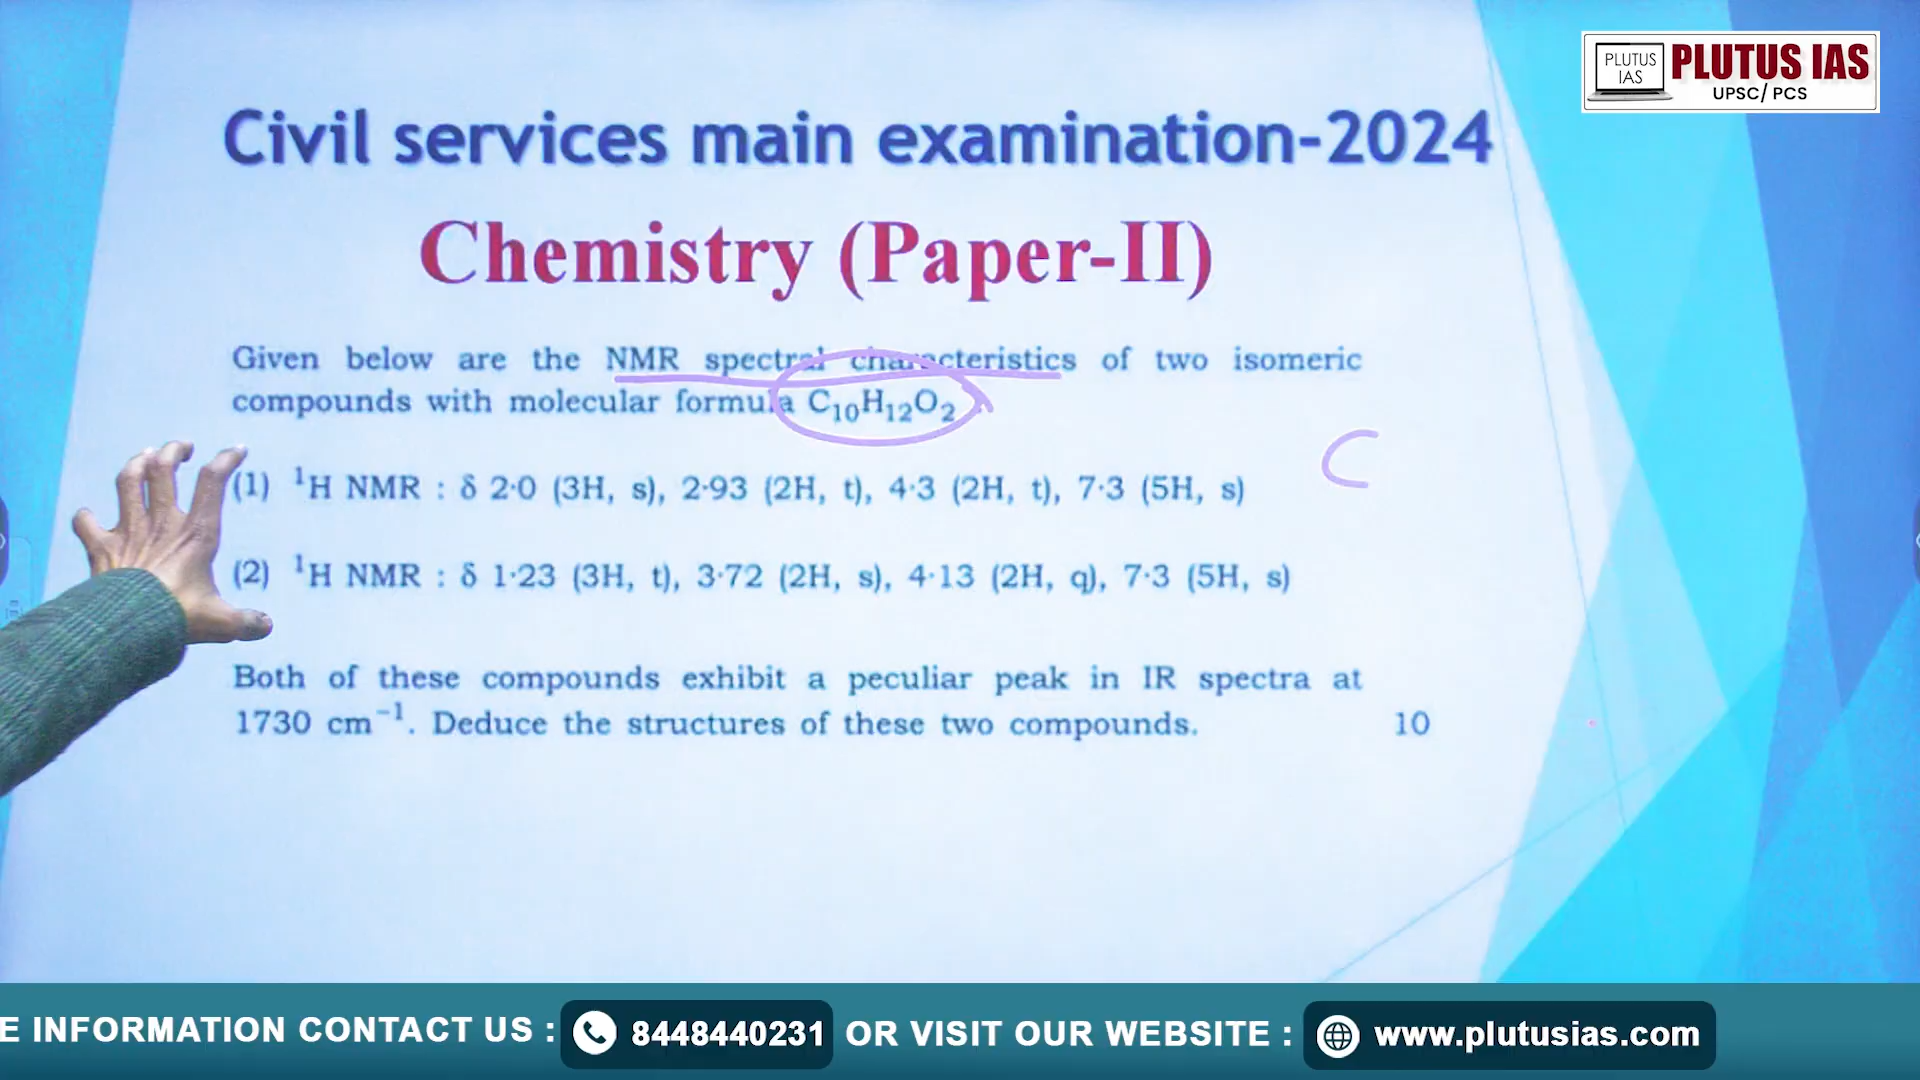 PLUTUS IAS
PLUTUS IAS
UPSC/ PCS
Civil services main examination-2024
Chemistry (Paper-II)
Given below are the NMR spectral characteristics of two isomeric
compounds with molecular formula C₁₀H₁₂O₂
(1) ¹H NMR : δ 2·0 (3H, s), 2·93 (2H, t), 4·3 (2H, t), 7·3 (5H, s)
C
(2) ¹H NMR : δ 1·23 (3H, t), 3·72 (2H, s), 4·13 (2H, q), 7·3 (5H, s)
Both of these compounds exhibit a peculiar peak in IR spectra at
1730 cm⁻¹. Deduce the structures of these two compounds. 10
E INFORMATION CONTACT US : 8448440231 OR VISIT OUR WEBSITE : www.plutusias.com